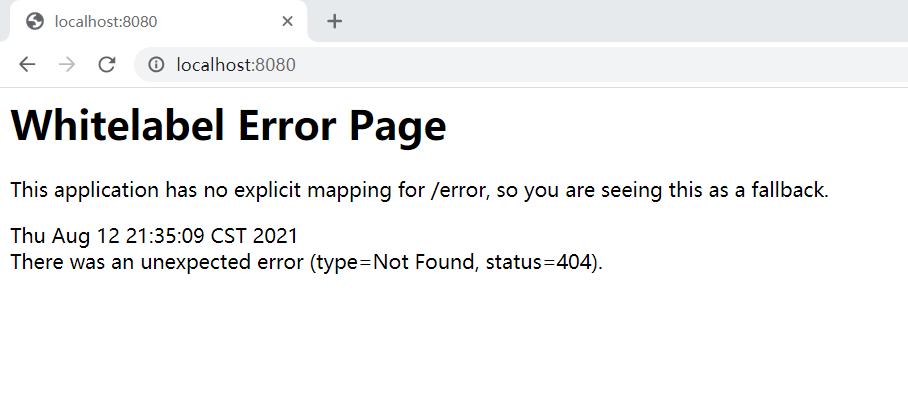 localhost:8080
localhost:8080
Whitelabel Error Page
This application has no explicit mapping for /error, so you are seeing this as a fallback.
Thu Aug 12 21:35:09 CST 2021
There was an unexpected error (type=Not Found, status=404).